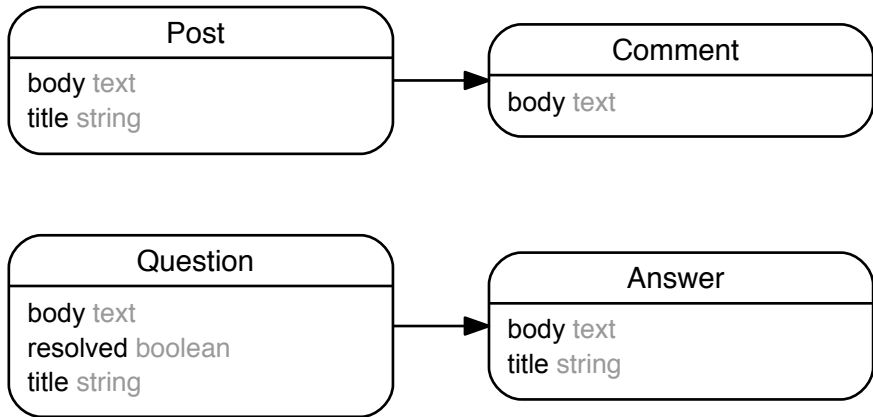 Post
body text
title string
Comment
body text
Question
body text
resolved boolean
title string
Answer
body text
title string